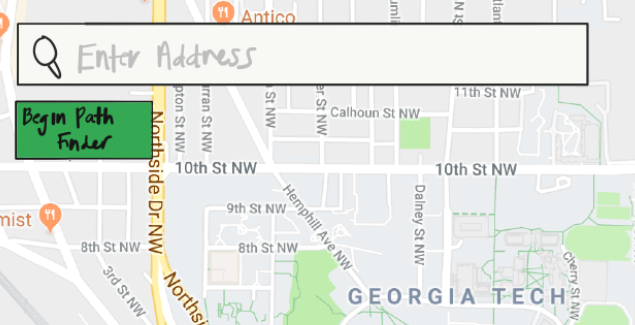 Antico
Enter Address
11th St NW
Calhoun St NW
Begin Path
Finder
Northside Dr NW
10th St NW
10th St NW
Hemphill Ave NW
Dalney St NW
9th St NW
8th St NW
8th St NW
3rd St NW
Cherry St NW
GEORGIA TECH